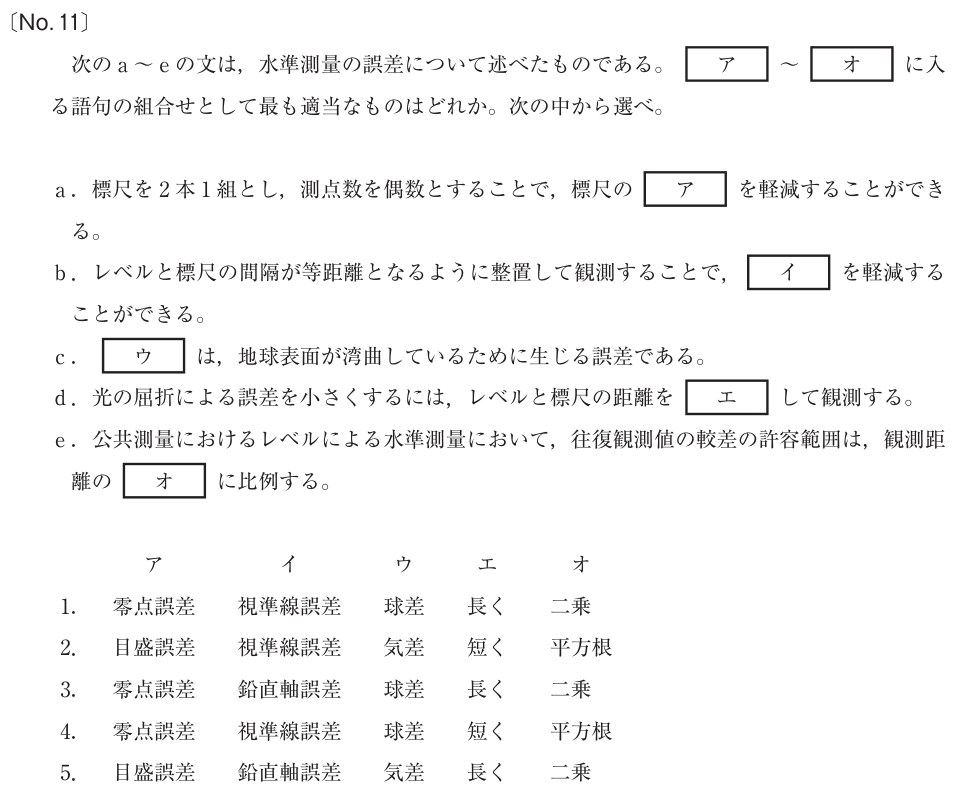 〔No. 11〕
次のａ～ｅの文は，水準測量の誤差について述べたものである。 ア ～ オ に入
る語句の組合せとして最も適当なものはどれか。次の中から選べ。
ａ．標尺を２本１組とし，測点数を偶数とすることで，標尺の ア を軽減することができ
る。
ｂ．レベルと標尺の間隔が等距離となるように整置して観測することで， イ を軽減する
ことができる。
ｃ． ウ は，地球表面が湾曲しているために生じる誤差である。
ｄ．光の屈折による誤差を小さくするには，レベルと標尺の距離を エ して観測する。
ｅ．公共測量におけるレベルによる水準測量において，往復観測値の較差の許容範囲は，観測距
離の オ に比例する。
ア イ ウ エ オ
1. 零点誤差 視準線誤差 球差 長く 二乗
2. 目盛誤差 視準線誤差 気差 短く 平方根
3. 零点誤差 鉛直軸誤差 球差 長く 二乗
4. 零点誤差 視準線誤差 球差 短く 平方根
5. 目盛誤差 鉛直軸誤差 気差 長く 二乗